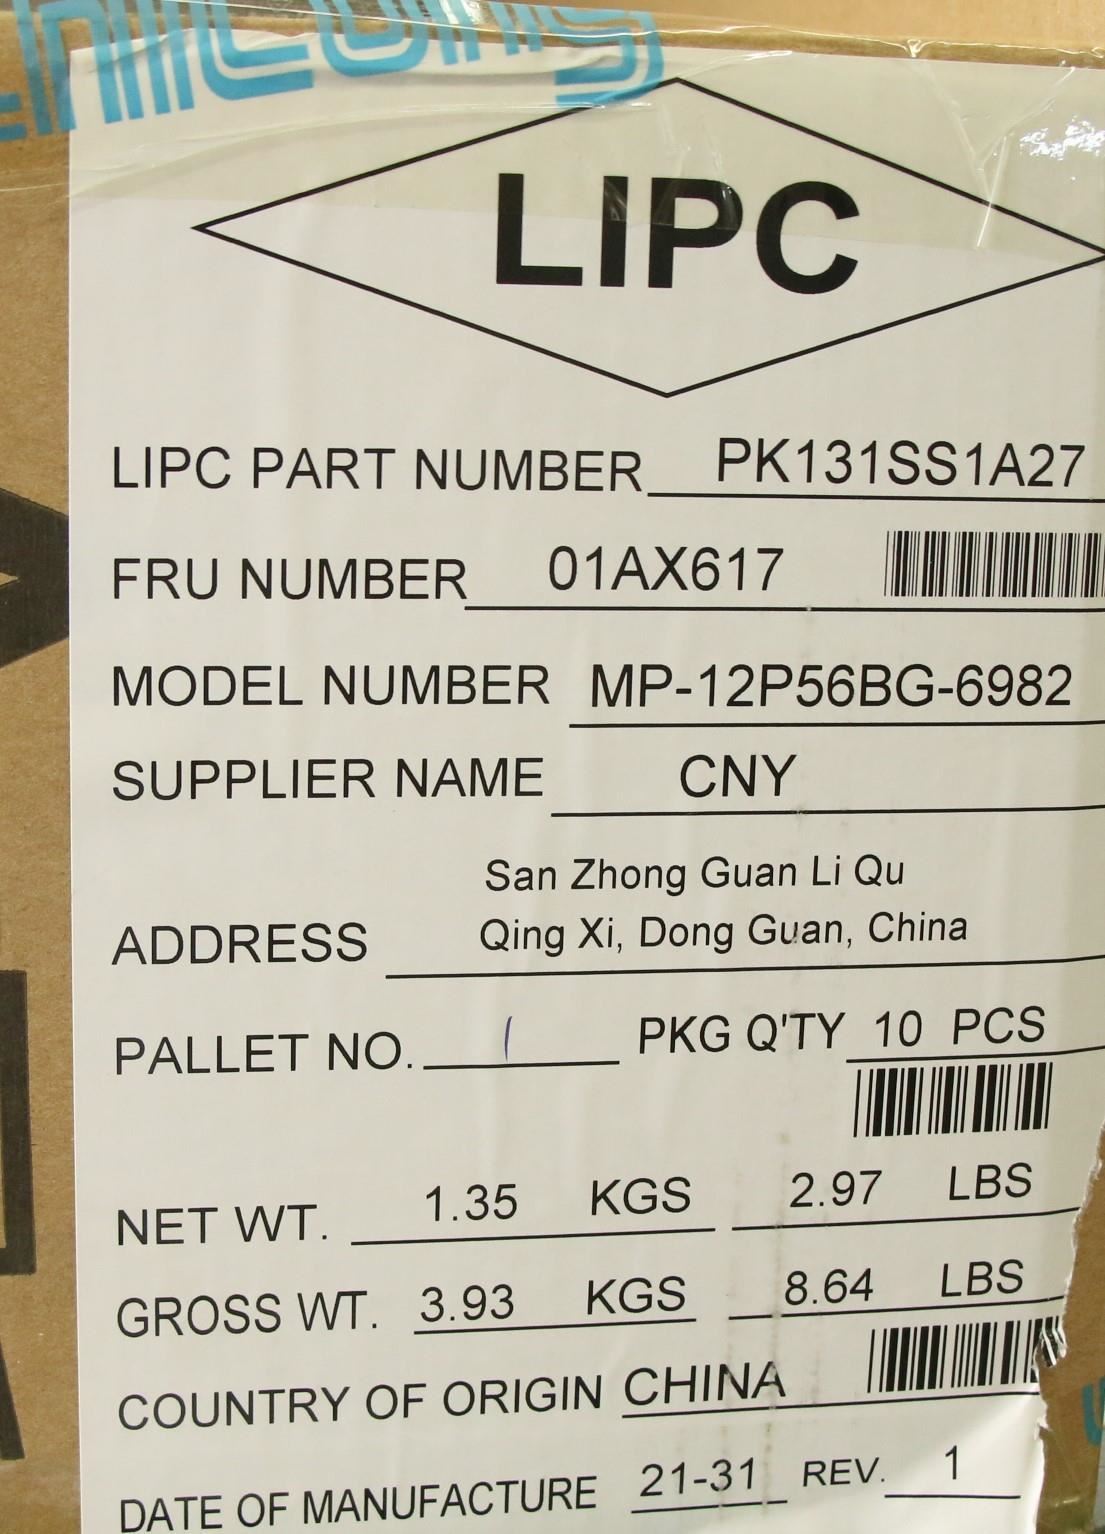 LIPC
LIPC PART NUMBER PK131SS1A27
FRU NUMBER 01AX617
MODEL NUMBER MP-12P56BG-6982
SUPPLIER NAME CNY
San Zhong Guan Li Qu
ADDRESS Qing Xi, Dong Guan, China
PALLET NO. 1 PKG Q'TY 10 PCS
NET WT. 1.35 KGS 2.97 LBS
GROSS WT. 3.93 KGS 8.64 LBS
COUNTRY OF ORIGIN CHINA
DATE OF MANUFACTURE 21-31 REV. 1